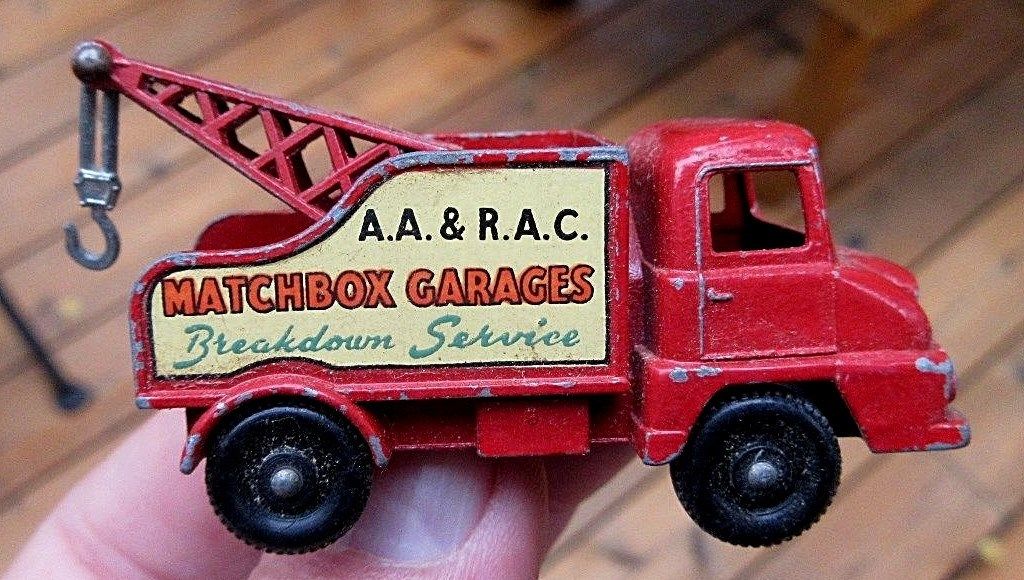 A.A. & R.A.C.
MATCHBOX GARAGES
Breakdown Service